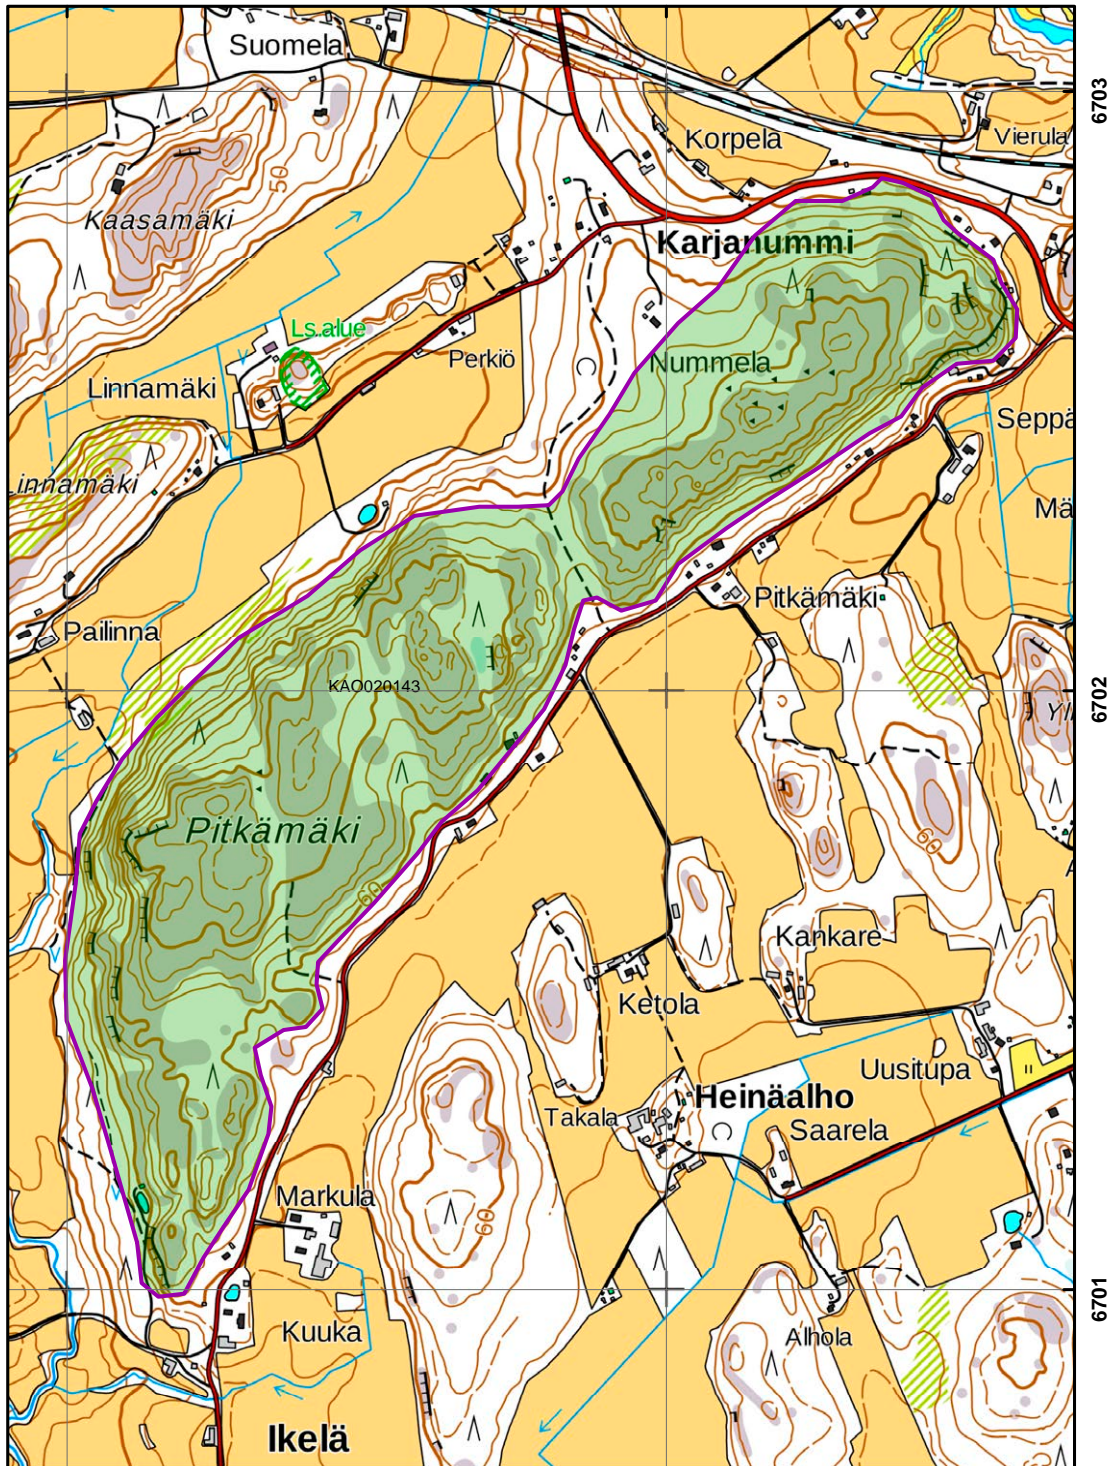 Suomela
6703
Korpela
Vierula
50
Kaasamäki
Karjanummi
Ls.alue
Perkiö
Nummela
Linnamäki
Seppä
Linnamäki
Mä
Pitkämäki
Pailinna
KAO020143
6702
Yl
Pitkämäki
60
60
Kankare
Ketola
Uusitupa
Heinäalho
Takala
Saarela
Markula
60
6701
Kuuka
Alhola
Ikelä